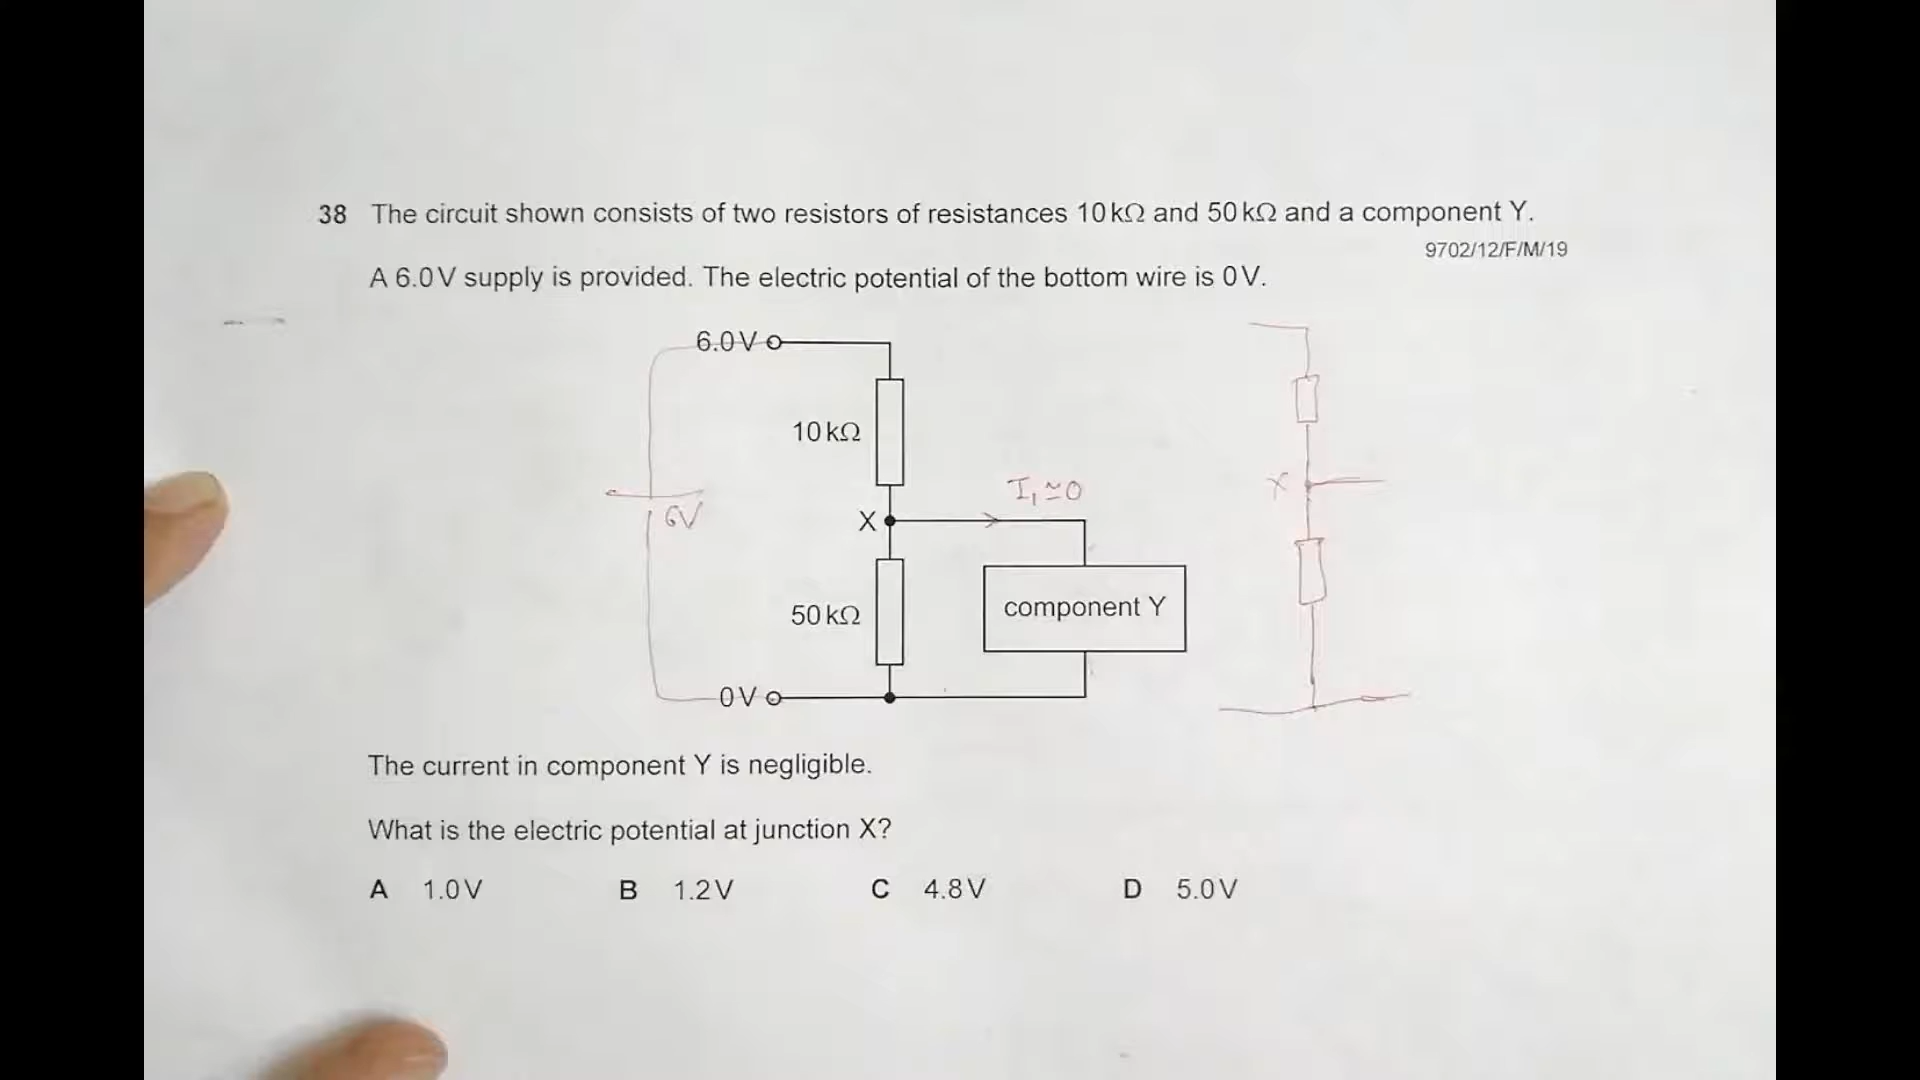 38 The circuit shown consists of two resistors of resistances 10 kΩ and 50 kΩ and a component Y.
9702/12/F/M/19
A 6.0 V supply is provided. The electric potential of the bottom wire is 0 V.
6.0 V
10 kΩ
I₁≃0
X
X
6V
component Y
50 kΩ
0 V
The current in component Y is negligible.
What is the electric potential at junction X?
A 1.0 V B 1.2 V C 4.8 V D 5.0 V